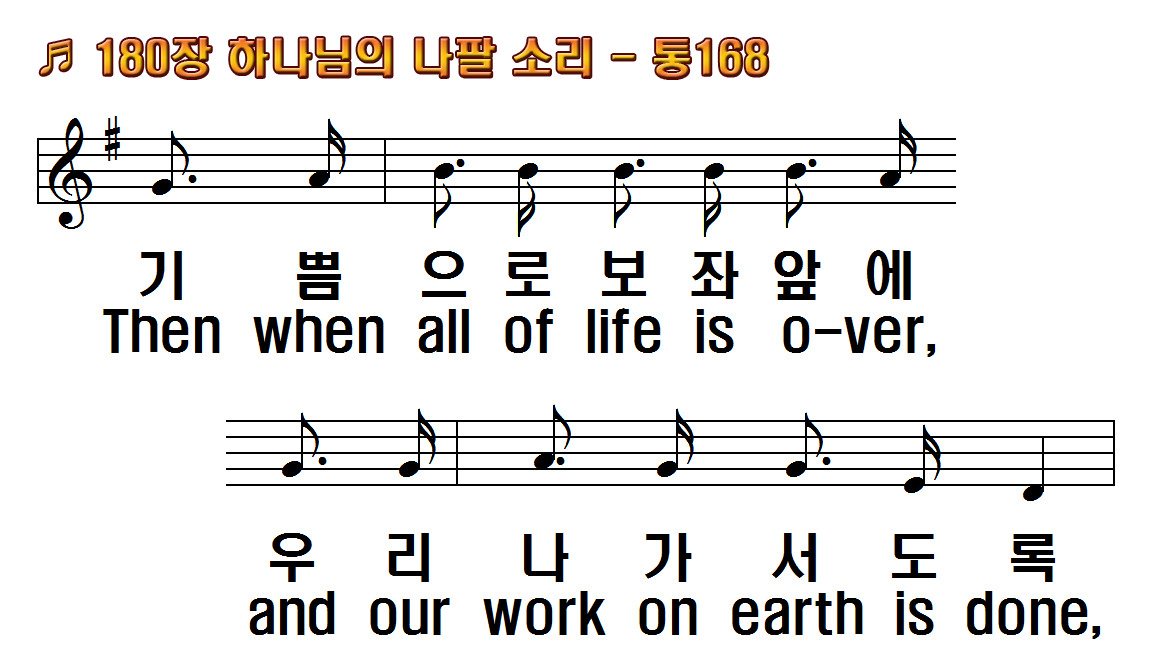 180장 하나님의 나팔 소리 - 통168
기 쁨 으 로 보 좌 앞 에
Then when all of life is o-ver,
우 리 나 가 서 도 록
and our work on earth is done,